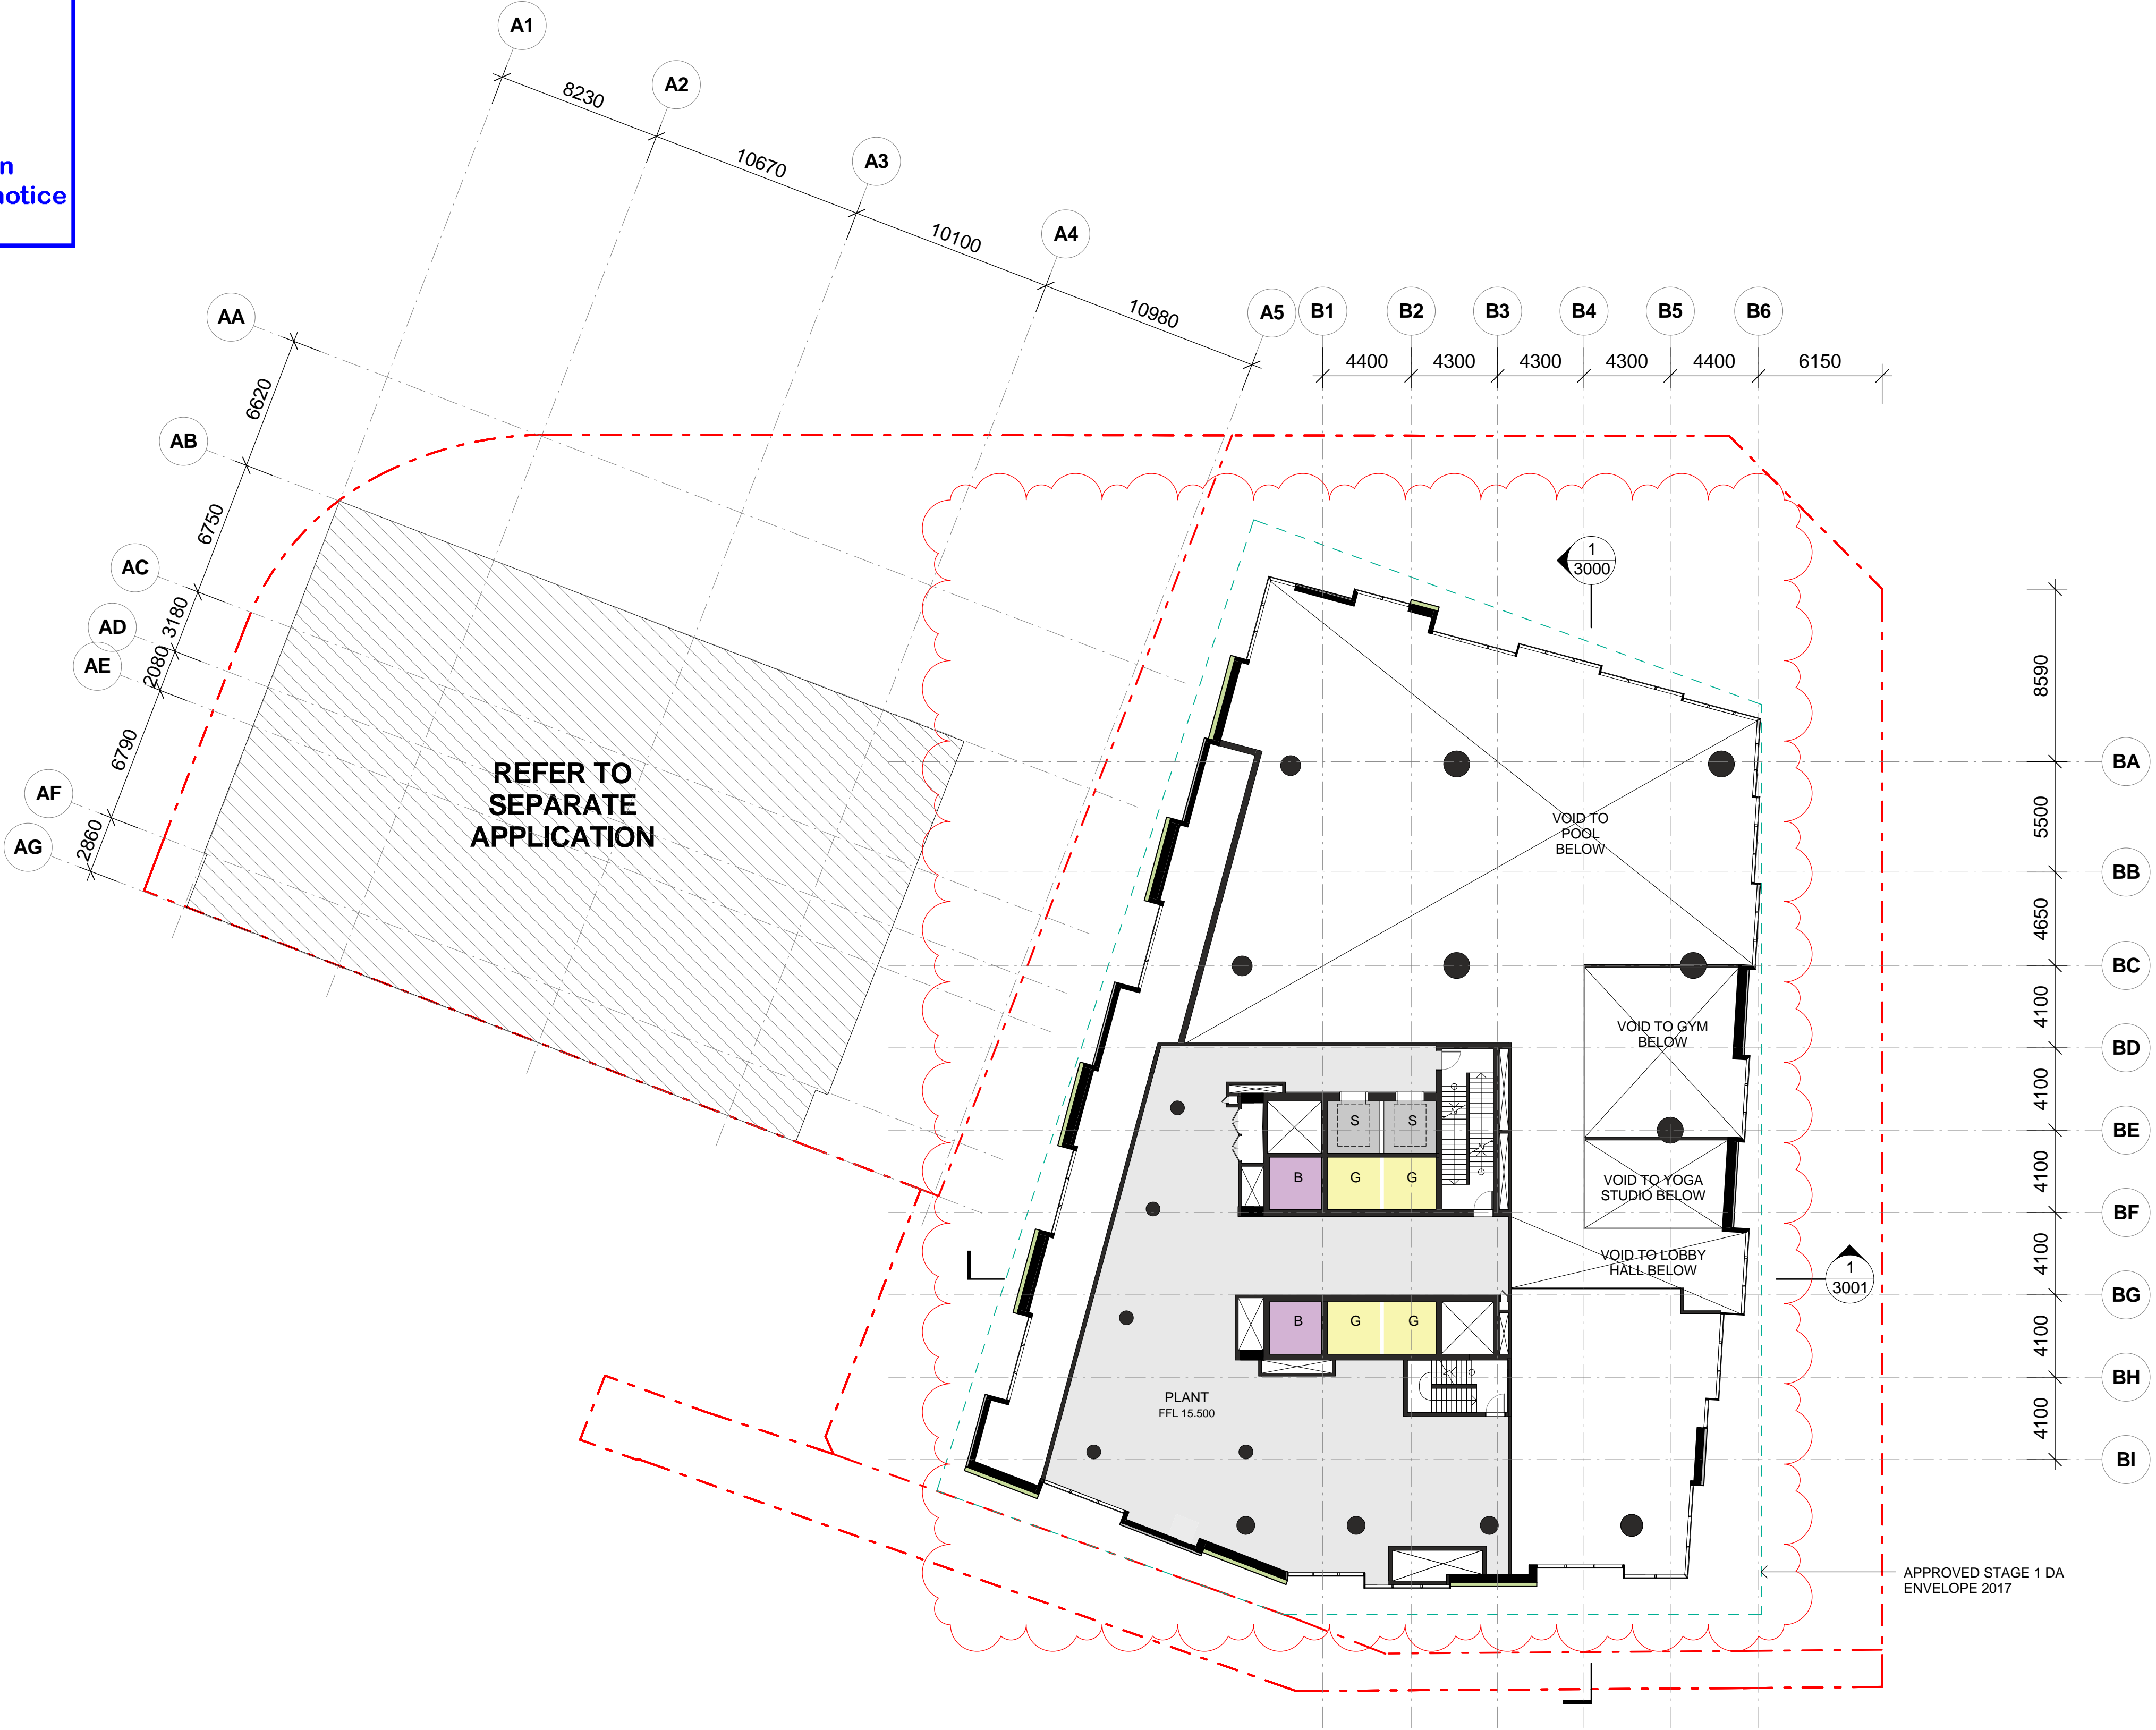 n
notice
A1
A2
A3
A4
A5
B1
B2
B3
B4
B5
B6
8230
10670
10100
10980
4400
4300
4300
4300
4400
6150
AA
AB
AC
AD
AE
AF
AG
6620
6750
3180
2080
6790
2860
REFER TO
SEPARATE
APPLICATION
1
3000
VOID TO
POOL
BELOW
VOID TO GYM
BELOW
VOID TO YOGA
STUDIO BELOW
VOID TO LOBBY
HALL BELOW
S
S
B
G
G
B
G
G
PLANT
FFL 15.500
1
3001
8590
5500
4650
4100
4100
4100
4100
4100
4100
BA
BB
BC
BD
BE
BF
BG
BH
BI
APPROVED STAGE 1 DA
ENVELOPE 2017